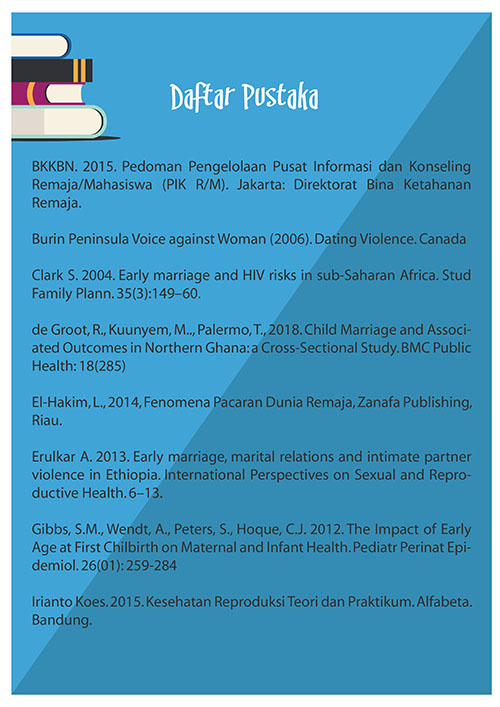 Daftar Pustaka
BKKBN. 2015. Pedoman Pengelolaan Pusat Informasi dan Konseling
Remaja/Mahasiswa (PIK R/M). Jakarta: Direktorat Bina Ketahanan
Remaja.
Burin Peninsula Voice against Woman (2006). Dating Violence. Canada
Clark S. 2004. Early marriage and HIV risks in sub-Saharan Africa. Stud
Family Plann. 35(3):149–60.
de Groot, R., Kuunyem, M.., Palermo, T., 2018. Child Marriage and Associ-
ated Outcomes in Northern Ghana: a Cross-Sectional Study. BMC Public
Health: 18(285)
El-Hakim, L., 2014, Fenomena Pacaran Dunia Remaja, Zanafa Publishing,
Riau.
Erulkar A. 2013. Early marriage, marital relations and intimate partner
violence in Ethiopia. International Perspectives on Sexual and Repro-
ductive Health. 6–13.
Gibbs, S.M., Wendt, A., Peters, S., Hoque, C.J. 2012. The Impact of Early
Age at First Chilbirth on Maternal and Infant Health. Pediatr Perinat Epi-
demiol. 26(01): 259-284
Irianto Koes. 2015. Kesehatan Reproduksi Teori dan Praktikum. Alfabeta.
Bandung.